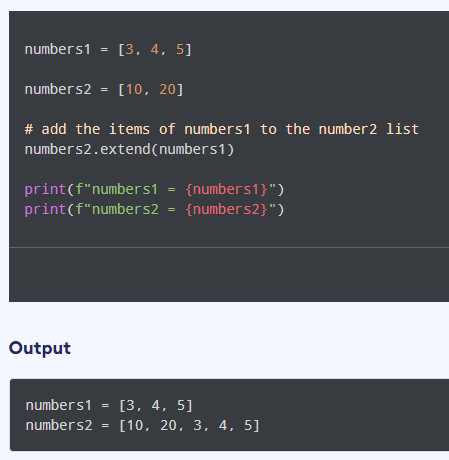 numbers1 = [3, 4, 5]
numbers2 = [10, 20]
# add the items of numbers1 to the number2 list
numbers2.extend(numbers1)
print(f"numbers1 = {numbers1}")
print(f"numbers2 = {numbers2}")
Output
numbers1 = [3, 4, 5]
numbers2 = [10, 20, 3, 4, 5]